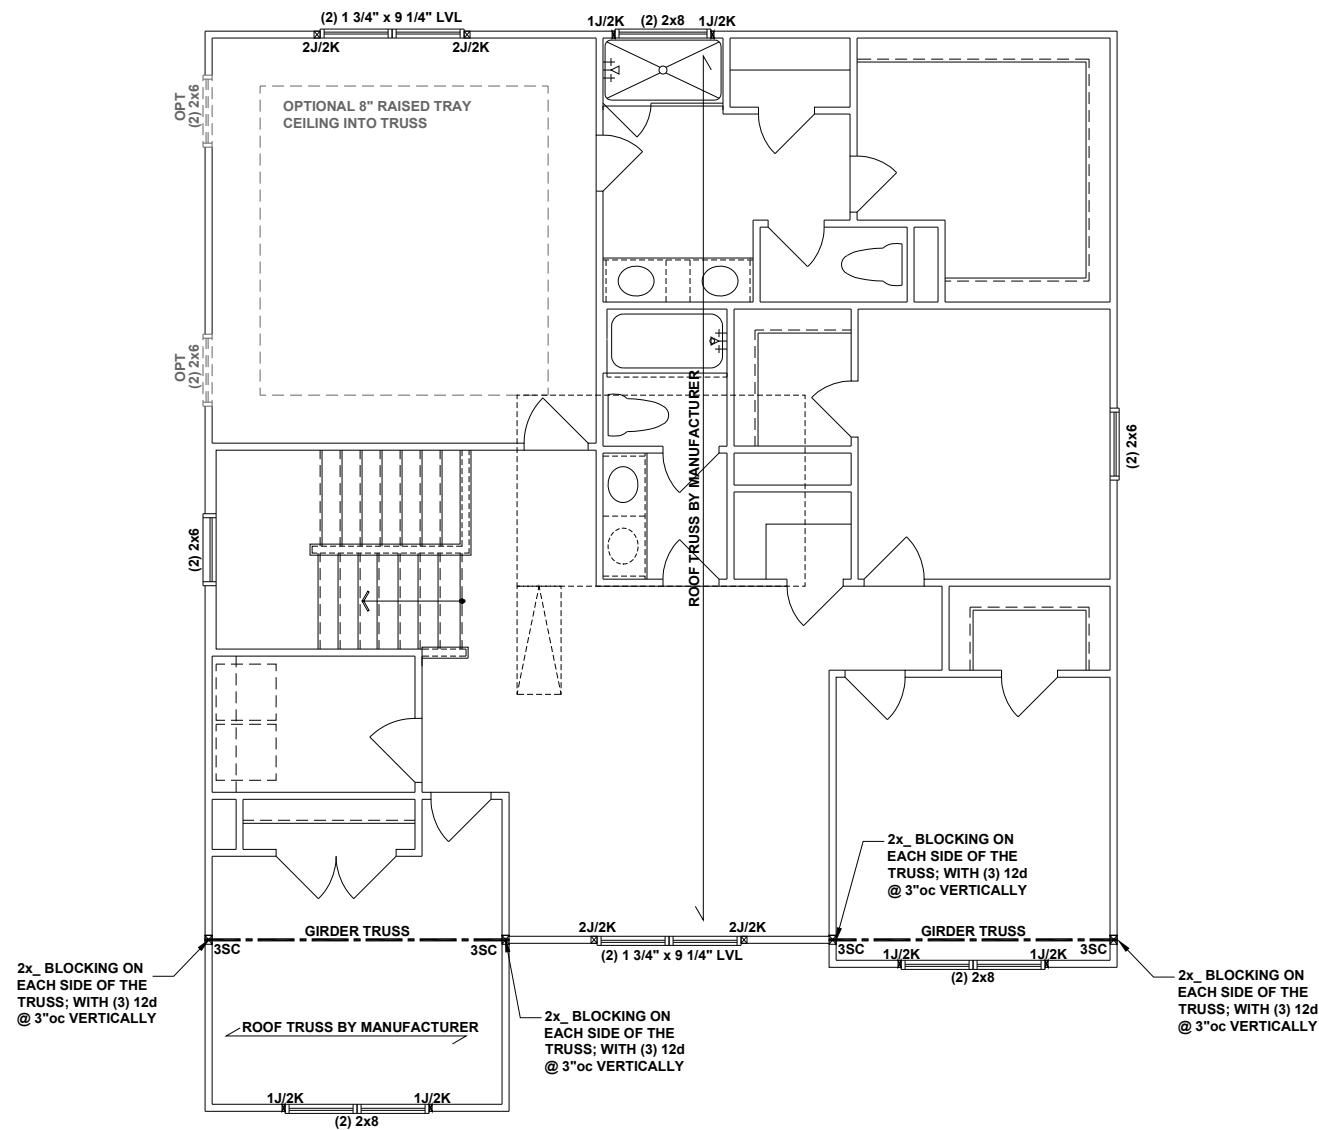 (2) 1 3/4" x 9 1/4" LVL
1J/2K
(2) 2x8
1J/2K
2J/2K
2J/2K
OPT
(2) 2x6
OPTIONAL 8" RAISED TRAY
CEILING INTO TRUSS
OPT
(2) 2x6
ROOF TRUSS BY MANUFACTURER
(2) 2x6
(2) 2x6
2x_ BLOCKING ON
EACH SIDE OF THE
TRUSS; WITH (3) 12d
@ 3"oc VERTICALLY
GIRDER TRUSS
3SC
3SC
2J/2K
2J/2K
(2) 1 3/4" x 9 1/4" LVL
GIRDER TRUSS
3SC
3SC
1J/2K
1J/2K
(2) 2x8
2x_ BLOCKING ON
EACH SIDE OF THE
TRUSS; WITH (3) 12d
@ 3"oc VERTICALLY
2x_ BLOCKING ON
EACH SIDE OF THE
TRUSS; WITH (3) 12d
@ 3"oc VERTICALLY
ROOF TRUSS BY MANUFACTURER
2x_ BLOCKING ON
EACH SIDE OF THE
TRUSS; WITH (3) 12d
@ 3"oc VERTICALLY
1J/2K
1J/2K
(2) 2x8